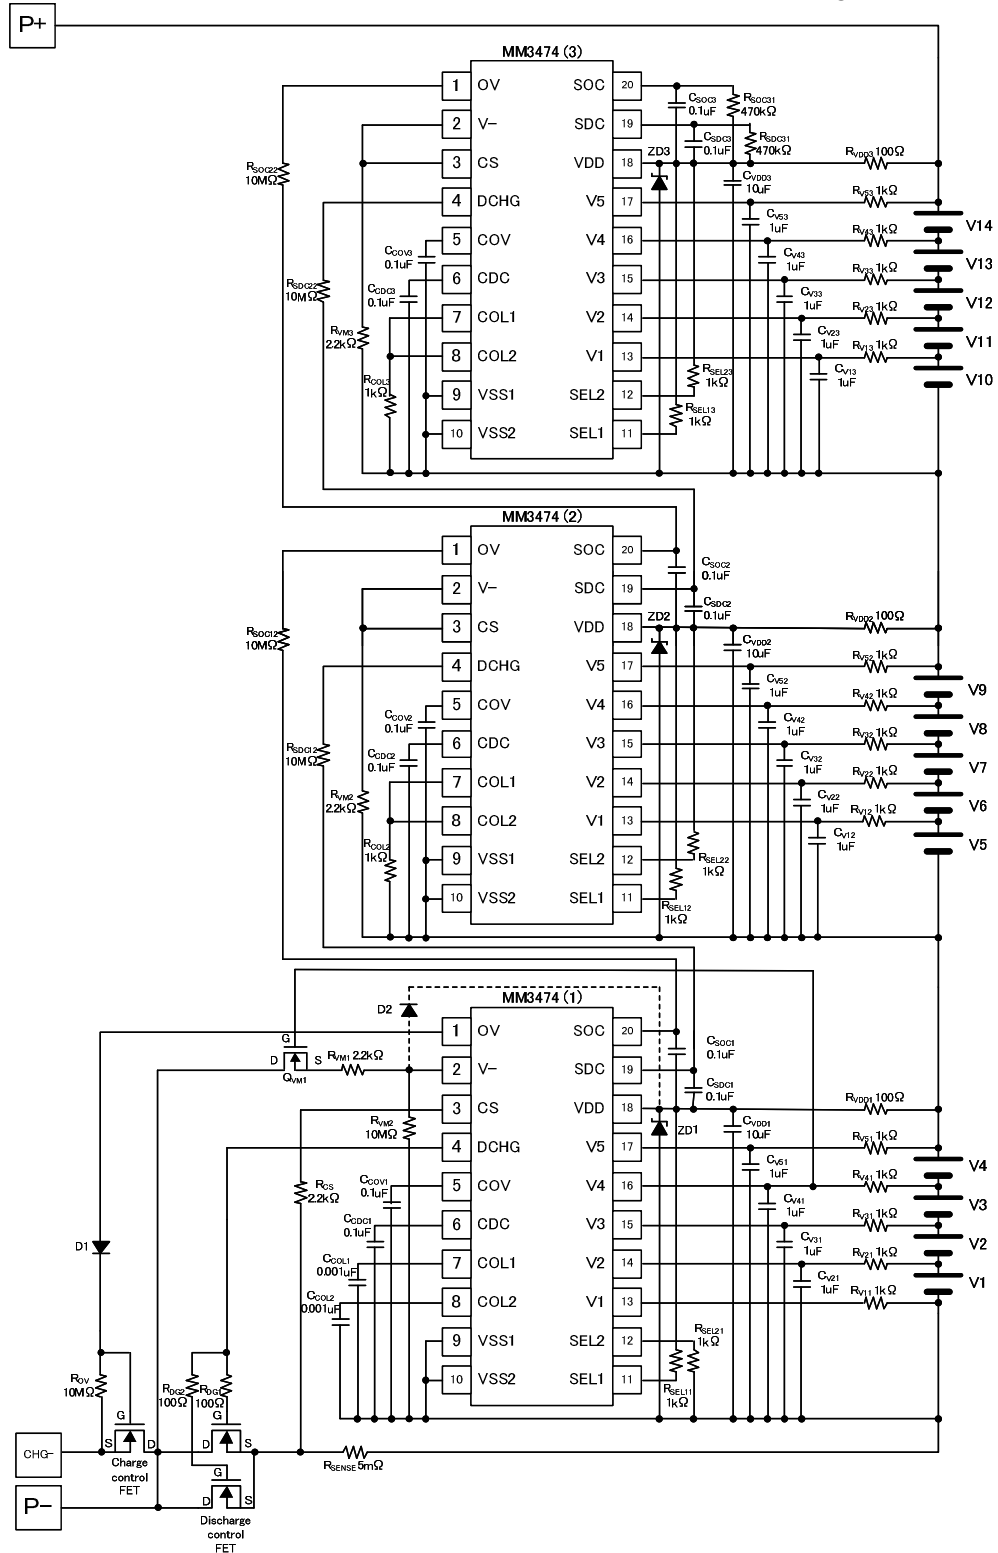 P+
MM3474 (3)
1 OV SOC 20
2 V- SDC 19
3 CS VDD 18
4 DCHG V5 17
5 COV V4 16
6 CDC V3 15
7 COL1 V2 14
8 COL2 V1 13
9 VSS1 SEL2 12
10 VSS2 SEL1 11
RSOC22
10MΩ
RSDC22
10MΩ
RVM3
2.2kΩ
CCOV3
0.1uF
CCDC3
0.1uF
RCOL3
1kΩ
CSOC3
0.1uF
RSOC31
470kΩ
CSDC3
0.1uF
RSDC31
470kΩ
ZD3
CVDD3
10uF
RVDD3 100Ω
RV53 1kΩ
CV53
1uF
RV43 1kΩ
CV43
1uF
RV33 1kΩ
CV33
1uF
RV23 1kΩ
CV23
1uF
RV13 1kΩ
CV13
1uF
RSEL23
1kΩ
RSEL13
1kΩ
V14
V13
V12
V11
V10
MM3474 (2)
1 OV SOC 20
2 V- SDC 19
3 CS VDD 18
4 DCHG V5 17
5 COV V4 16
6 CDC V3 15
7 COL1 V2 14
8 COL2 V1 13
9 VSS1 SEL2 12
10 VSS2 SEL1 11
RSOC12
10MΩ
RSDC12
10MΩ
RVM2
2.2kΩ
CCOV2
0.1uF
CCDC2
0.1uF
RCOL2
1kΩ
CSOC2
0.1uF
CSDC2
0.1uF
ZD2
CVDD2
10uF
RVDD2 100Ω
RV52 1kΩ
CV52
1uF
RV42 1kΩ
CV42
1uF
RV32 1kΩ
CV32
1uF
RV22 1kΩ
CV22
1uF
RV12 1kΩ
CV12
1uF
RSEL22
1kΩ
RSEL12
1kΩ
V9
V8
V7
V6
V5
MM3474 (1)
1 OV SOC 20
2 V- SDC 19
3 CS VDD 18
4 DCHG V5 17
5 COV V4 16
6 CDC V3 15
7 COL1 V2 14
8 COL2 V1 13
9 VSS1 SEL2 12
10 VSS2 SEL1 11
D2
G
D S
QVM1
RVM1 2.2kΩ
RVM2
10MΩ
RCS
2.2kΩ
CCOV1
0.1uF
CCDC1
0.1uF
CCOL1
0.001uF
CCOL2
0.001uF
CSOC1
0.1uF
CSDC1
0.1uF
ZD1
CVDD1
10uF
RVDD1 100Ω
RV51 1kΩ
CV51
1uF
RV41 1kΩ
CV41
1uF
RV31 1kΩ
CV31
1uF
RV21 1kΩ
CV21
1uF
RV11 1kΩ
RSEL21
1kΩ
RSEL11
1kΩ
V4
V3
V2
V1
D1
ROV
10MΩ
RDG2
100Ω
RDG1
100Ω
G
S D
Charge
control
FET
G
D S
G
D S
Discharge
control
FET
RSENSE 5mΩ
CHG-
P-